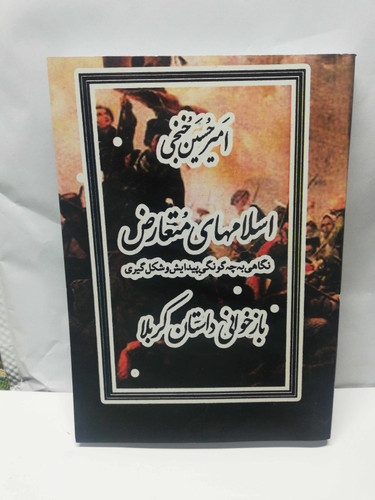 امیرحسین خنجی
اسلامهای متعارض
نگاهی به چه گونگی پیدایش و شکل گیری
بازخوانی داستان کربلا